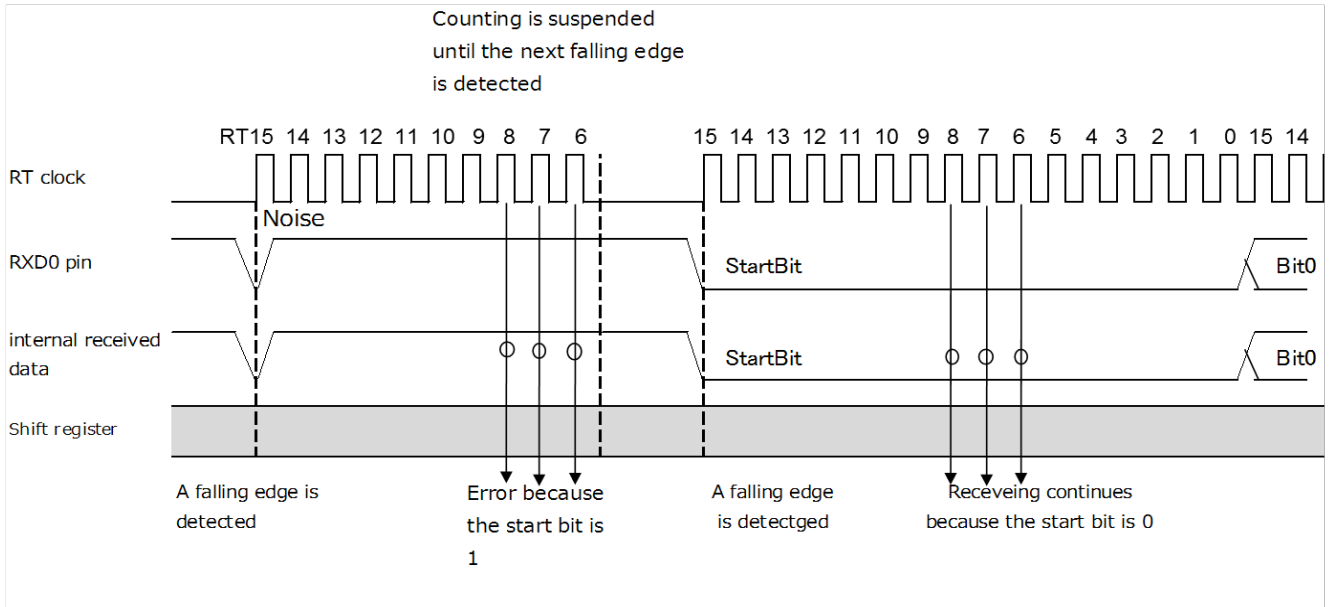 Counting is suspended
until the next falling edge
is detected
RT15 14 13 12 11 10 9 8 7 6 15 14 13 12 11 10 9 8 7 6 5 4 3 2 1 0 15 14
RT clock
Noise
RXD0 pin
StartBit
Bit0
internal received
data
StartBit
Bit0
Shift register
A falling edge is
detected
Error because
the start bit is
1
A falling edge
is detectged
Receveing continues
because the start bit is 0